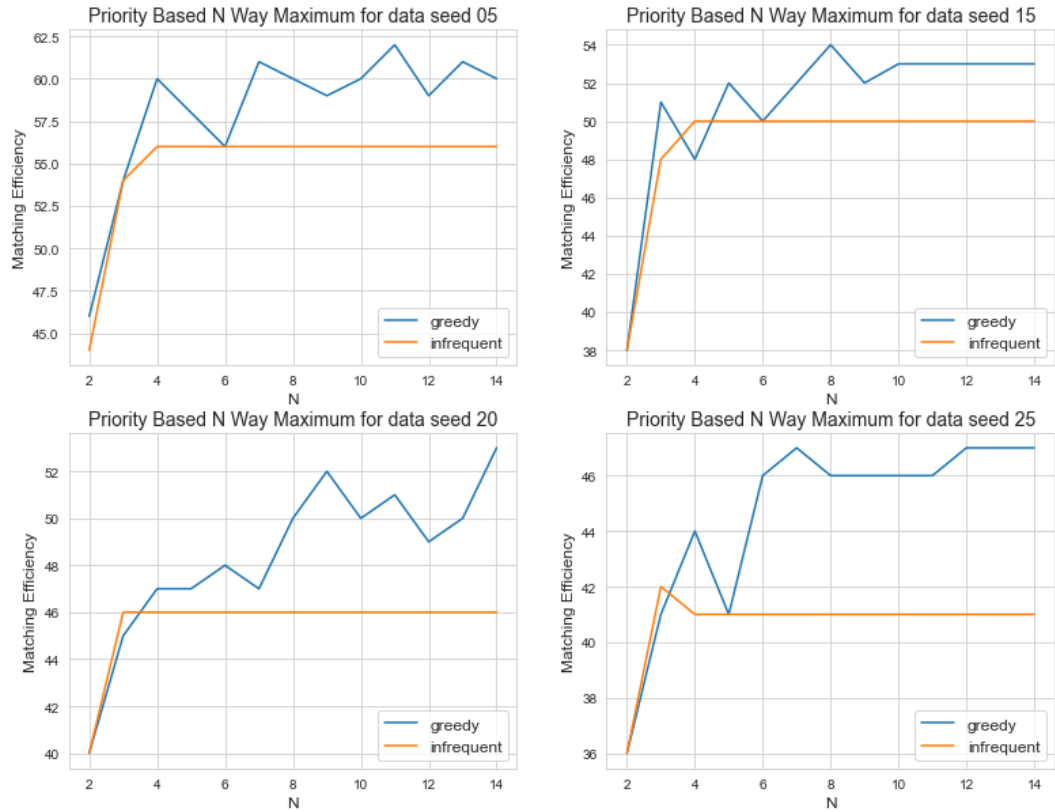 Priority Based N Way Maximum for data seed 05
62.5
60.0
57.5
55.0
52.5
50.0
47.5
45.0
Matching Efficiency
greedy
infrequent
2 4 6 8 10 12 14
N
Priority Based N Way Maximum for data seed 15
54
52
50
48
46
44
42
40
38
Matching Efficiency
greedy
infrequent
2 4 6 8 10 12 14
N
Priority Based N Way Maximum for data seed 20
52
50
48
46
44
42
40
Matching Efficiency
greedy
infrequent
2 4 6 8 10 12 14
N
Priority Based N Way Maximum for data seed 25
46
44
42
40
38
36
Matching Efficiency
greedy
infrequent
2 4 6 8 10 12 14
N